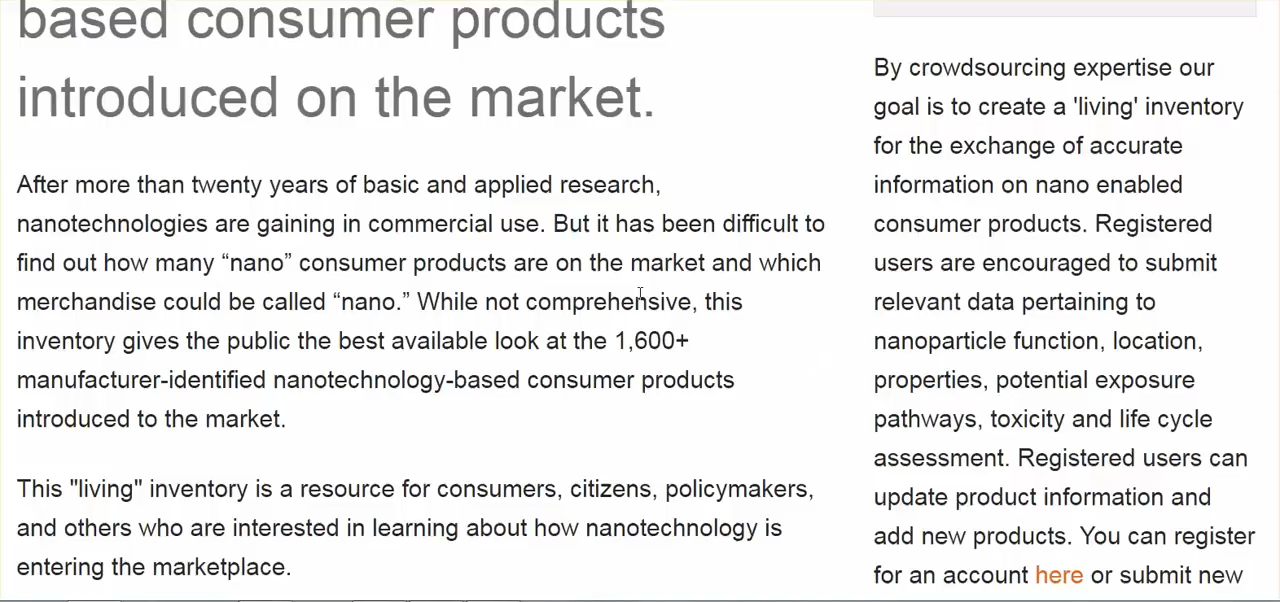 based consumer products
introduced on the market.
After more than twenty years of basic and applied research,
nanotechnologies are gaining in commercial use. But it has been difficult to
find out how many “nano” consumer products are on the market and which
merchandise could be called “nano.” While not comprehensive, this
inventory gives the public the best available look at the 1,600+
manufacturer-identified nanotechnology-based consumer products
introduced to the market.
This "living" inventory is a resource for consumers, citizens, policymakers,
and others who are interested in learning about how nanotechnology is
entering the marketplace.
By crowdsourcing expertise our
goal is to create a 'living' inventory
for the exchange of accurate
information on nano enabled
consumer products. Registered
users are encouraged to submit
relevant data pertaining to
nanoparticle function, location,
properties, potential exposure
pathways, toxicity and life cycle
assessment. Registered users can
update product information and
add new products. You can register
for an account here or submit new